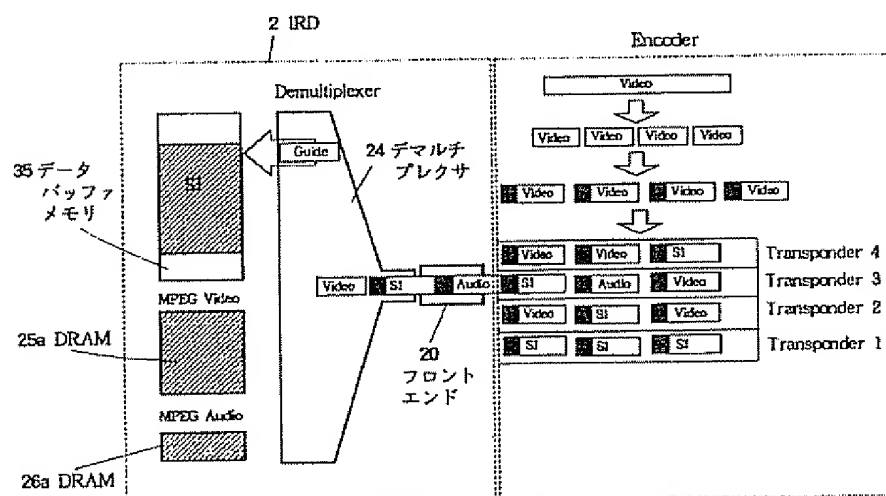 2 IRD
Encoder
Demultiplexer
Video
Video Video Video Video
Video Video Video Video
Guide
24 デマルチ
プレクサ
35 データ
バッファ
メモリ
SI
Video Video SI Transponder 4
Video SI Audio SI Audio Video Transponder 3
Video SI Video Transponder 2
SI SI SI Transponder 1
MPEG Video
25a DRAM
20
フロント
エンド
MPEG Audio
26a DRAM